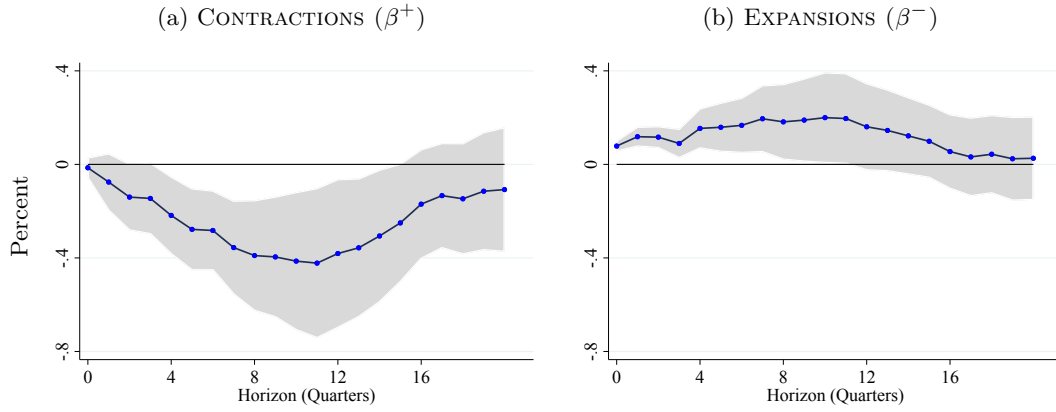 (a) CONTRACTIONS (β⁺)
Percent
.4
0
-.4
-.8
0 4 8 12 16
Horizon (Quarters)
(b) EXPANSIONS (β⁻)
.4
0
-.4
-.8
0 4 8 12 16
Horizon (Quarters)